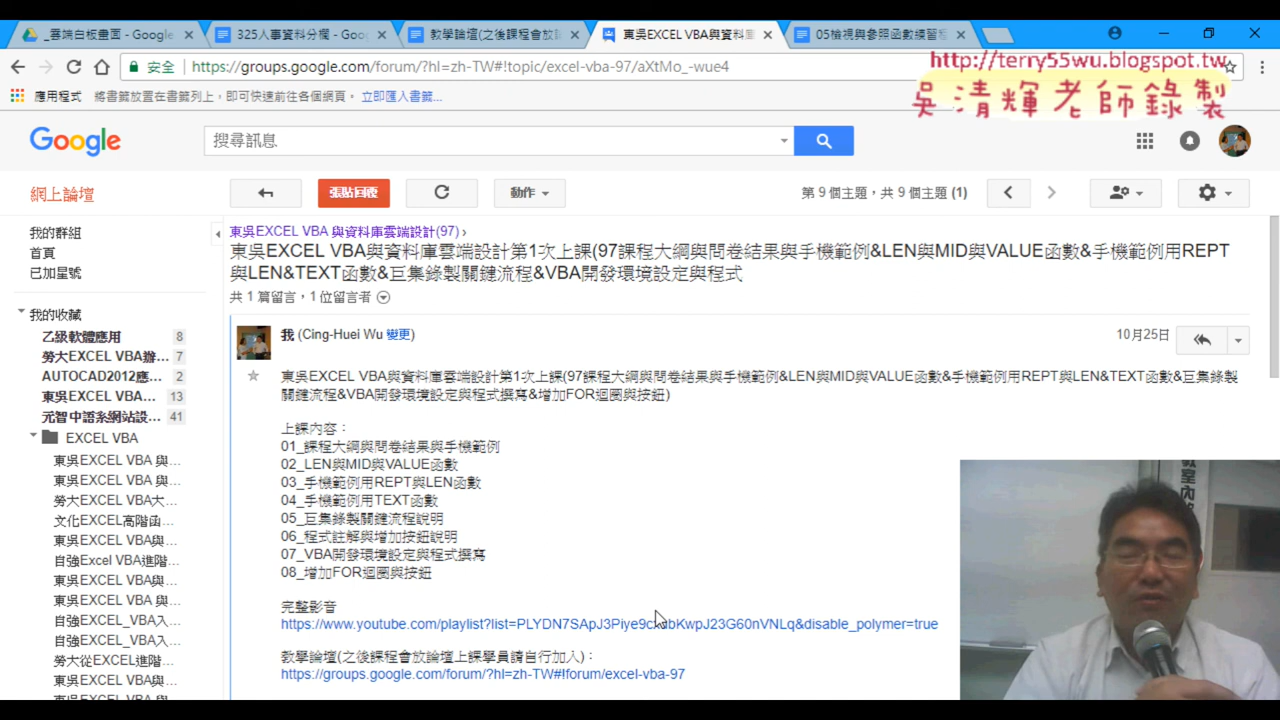 _雲端白板畫面 - Google
325人事資料分欄 - Goo
教學論壇(之後課程會放論
東吳EXCEL VBA與資料庫
05檢視與參照函數練習
安全 https://groups.google.com/forum/?hl=zh-TW#!topic/excel-vba-97/aXtMo_-wue4
http://terry55wu.blogspot.tw
吳清輝老師錄製
應用程式 將書籤放置在書籤列上，即可快速前往各個網頁。 立即匯入書籤...
Google
搜尋訊息
網上論壇
張貼回覆
動作
第 9 個主題，共 9 個主題 (1)
我的群組
首頁
已加星號
我的收藏
乙級軟體應用 8
勞大EXCEL VBA辦... 7
AUTOCAD2012應... 2
東吳EXCEL VBA... 13
元智中語系網站設... 41
EXCEL VBA
東吳EXCEL VBA 與...
東吳EXCEL VBA 與...
勞大EXCEL VBA大...
文化EXCEL高階函...
東吳EXCEL VBA與...
自強Excel VBA進階...
東吳EXCEL VBA與...
東吳EXCEL VBA 與...
自強EXCEL_VBA入...
自強EXCEL_VBA入...
勞大從EXCEL進階...
東吳EXCEL VBA與...
東吳EXCEL VBA與...
東吳EXCEL VBA 與資料庫雲端設計(97) ›
東吳EXCEL VBA與資料庫雲端設計第1次上課(97課程大綱與問卷結果與手機範例&LEN與MID與VALUE函數&手機範例用REPT
與LEN&TEXT函數&巨集錄製關鍵流程&VBA開發環境設定與程式
共 1 篇留言，1 位留言者
我 (Cing-Huei Wu 變更)
10月25日
東吳EXCEL VBA與資料庫雲端設計第1次上課(97課程大綱與問卷結果與手機範例&LEN與MID與VALUE函數&手機範例用REPT與LEN&TEXT函數&巨集錄製
關鍵流程&VBA開發環境設定與程式撰寫&增加FOR迴圈與按鈕)
上課內容：
01_課程大綱與問卷結果與手機範例
02_LEN與MID與VALUE函數
03_手機範例用REPT與LEN函數
04_手機範例用TEXT函數
05_巨集錄製關鍵流程說明
06_程式註解與增加按鈕說明
07_VBA開發環境設定與程式撰寫
08_增加FOR迴圈與按鈕
完整影音
https://www.youtube.com/playlist?list=PLYDN7SApJ3Piye9c
bKwpJ23G60nVNLq&disable_polymer=true
教學論壇(之後課程會放論壇上課學員請自行加入)：
https://groups.google.com/forum/?hl=zh-TW#!forum/excel-vba-97
教室內